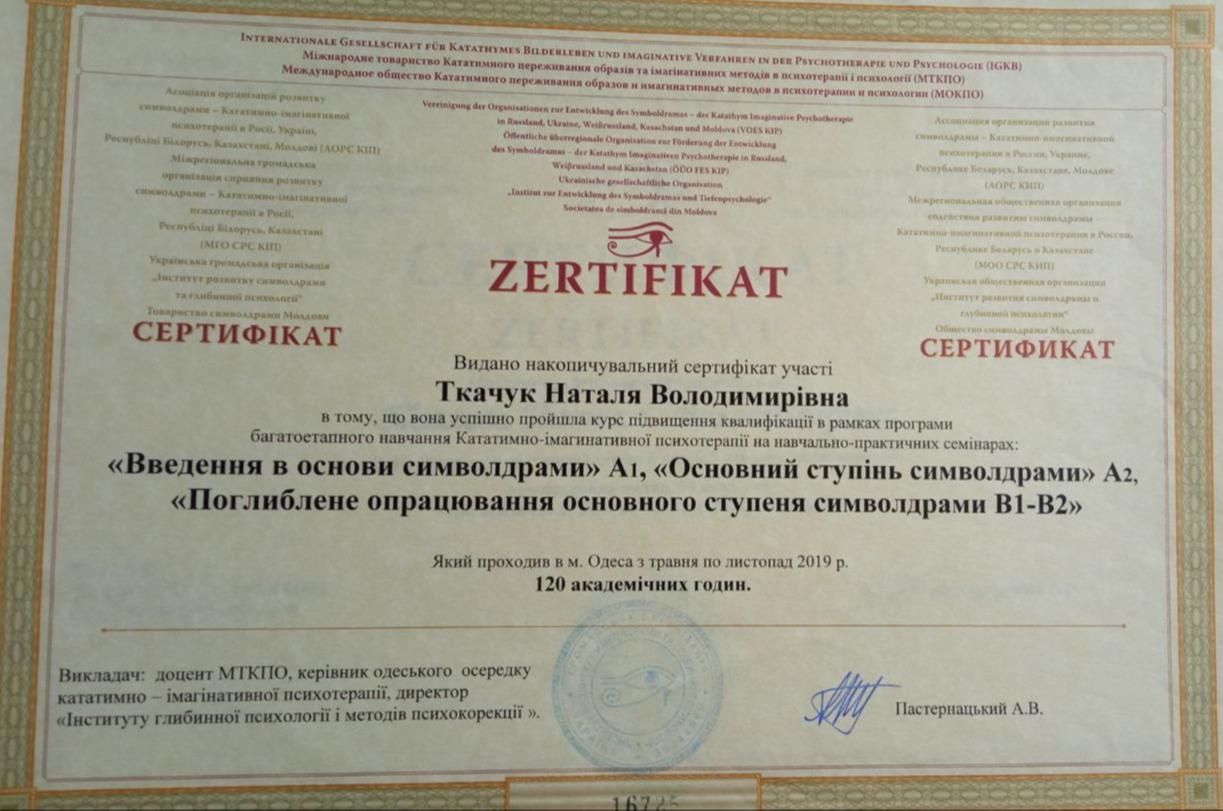 Internationale Gesellschaft für Katathymes Bilderleben und imaginative Verfahren in der Psychotherapie und Psychologie (IGKB)
Міжнародне товариство Кататимного переживання образів та імагінативних методів в психотерапії і психології (МТКПО)
Международное общество Кататимного переживания образов и имагинативных методов в психотерапии и психологии (МОКПО)
Асоціація організацій розвитку
символдрами – Кататимно-імагінативної
психотерапії в Росії, Україні,
Республіці Білорусь, Казахстані, Молдові (АОРС КІП)
Міжрегіональна громадська
організація сприяння розвитку
символдрами – Кататимно-імагінативної
психотерапії в Росії,
Республіці Білорусь, Казахстані
(МГО СРС КІП)
Українська громадська організація
„Інститут розвитку символдрами
та глибинної психології"
Товариство символдрами Молдови
СЕРТИФІКАТ
Vereinigung der Organisationen zur Entwicklung des Symboldramas – der Katathym Imaginative Psychotherapie
in Russland, Ukraine, Weißrussland, Kasachstan und Moldova (VOES KIP)
Öffentliche überregionale Organisation zur Förderung der Entwicklung
des Symboldramas – der Katathym Imaginativen Psychotherapie in Russland,
Weißrussland und Kasachstan (ÖÜO FES KIP)
Ukrainische gesellschaftliche Organisation
„Institut zur Entwicklung des Symboldramas und Tiefenpsychologie"
Societatea de simboldramă din Moldova
ZERTIFIKAT
Ассоциация организаций развития
символдрамы – Кататимно-имагинативной
психотерапии в России, Украине,
Республике Беларусь, Казахстане, Молдове
(АОРС КИП)
Межрегиональная общественная организация
содействия развитию символдрамы –
Кататимно-имагинативной психотерапии в России,
Республике Беларусь и Казахстане
(МОО СРС КИП)
Украинская общественная организация
„Институт развития символдрамы и
глубинной психологии"
Общество символдрамы Молдовы
СЕРТИФИКАТ
Видано накопичувальний сертифікат участі
Ткачук Наталя Володимирівна
в тому, що вона успішно пройшла курс підвищення квалифікації в рамках програми
багатоетапного навчання Кататимно-імагинативної психотерапії на навчально-практичних семінарах:
«Введення в основи символдрами» А1, «Основний ступінь символдрами» А2,
«Поглиблене опрацювання основного ступеня символдрами В1-В2»
Який проходив в м. Одеса з травня по листопад 2019 р.
120 академічних годин.
Викладач: доцент МТКПО, керівник одеського осередку
кататимно – імагінативної психотерапії, директор
«Інституту глибинної психології і методів психокорекції ».
Пастернацький А.В.